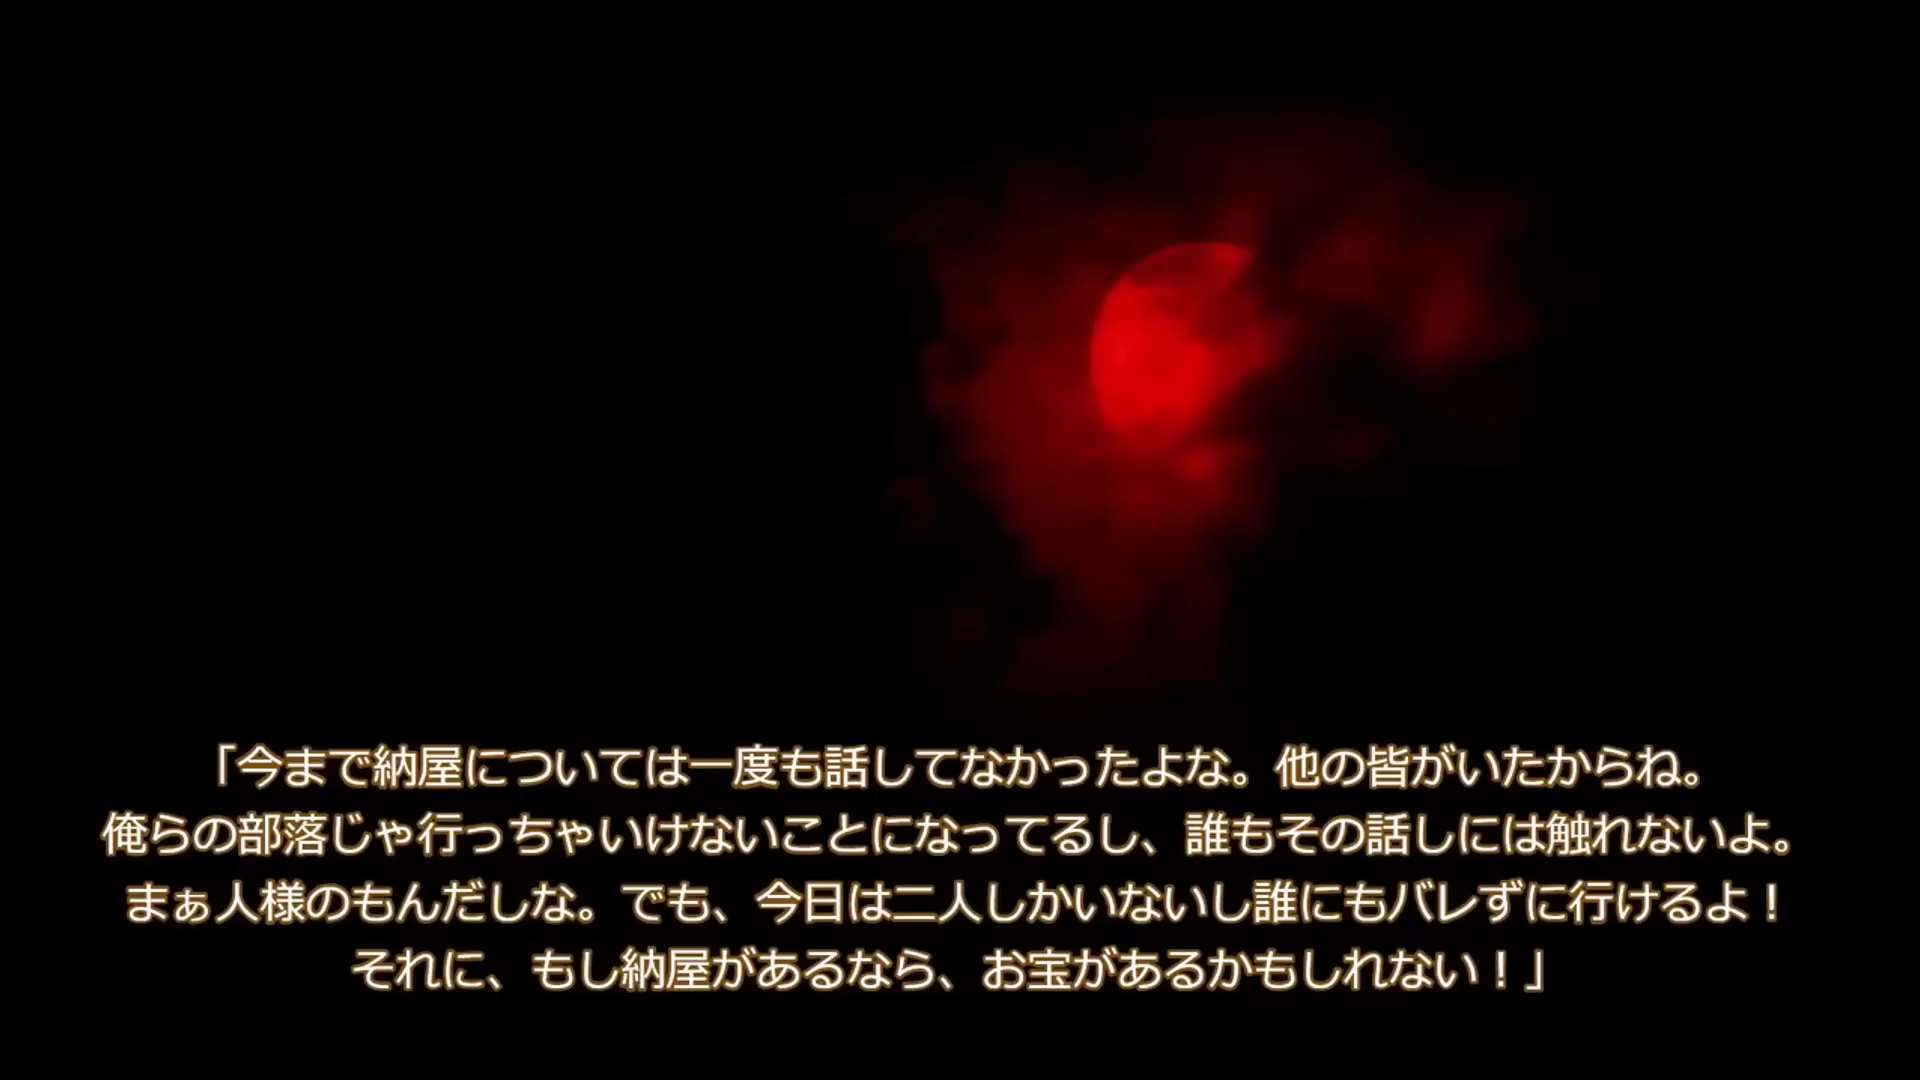 「今まで納屋については一度も話してなかったよな。他の皆がいたからね。
俺らの部落じゃ行っちゃいけないことになってるし、誰もその話しには触れないよ。
まぁ人様のもんだしな。でも、今日は二人しかいないし誰にもバレずに行けるよ！
それに、もし納屋があるなら、お宝があるかもしれない！」